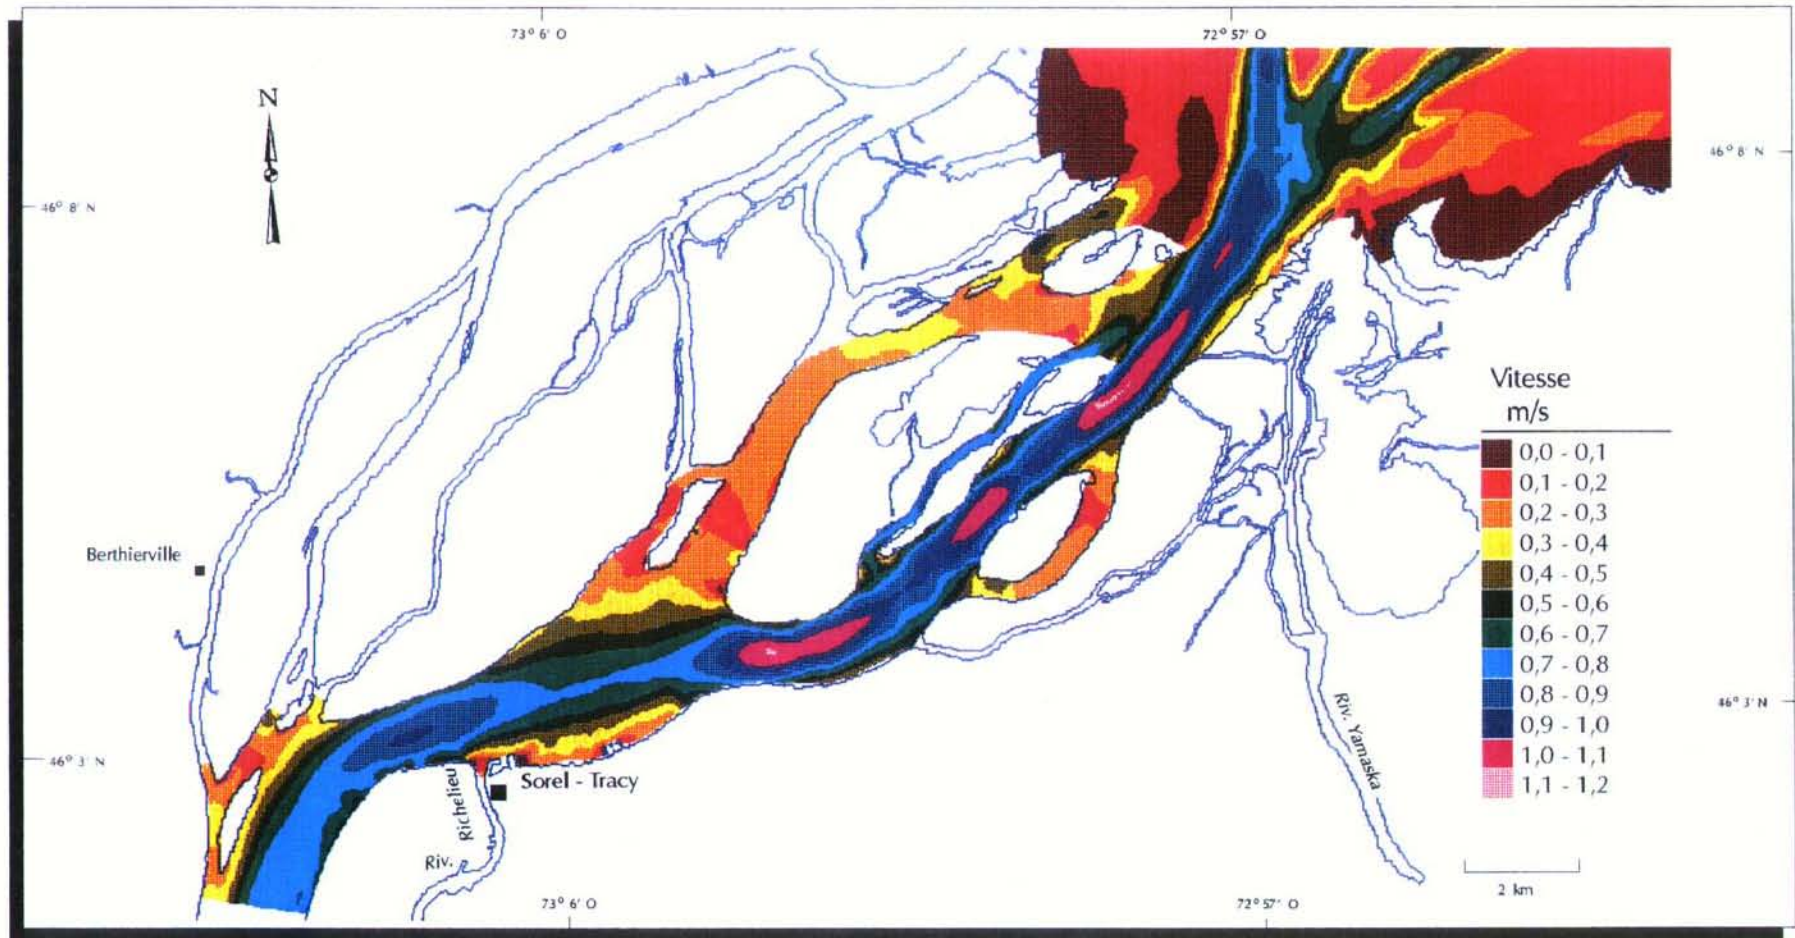 73° 6' O
72° 57' O
N
46° 8' N
46° 8' N
Vitesse
m/s
0,0 - 0,1
0,1 - 0,2
0,2 - 0,3
0,3 - 0,4
0,4 - 0,5
0,5 - 0,6
0,6 - 0,7
0,7 - 0,8
0,8 - 0,9
0,9 - 1,0
1,0 - 1,1
1,1 - 1,2
Berthierville
46° 3' N
46° 3' N
Sorel - Tracy
Riv. Richelieu
Riv. Yamaska
2 km
73° 6' O
72° 57' O